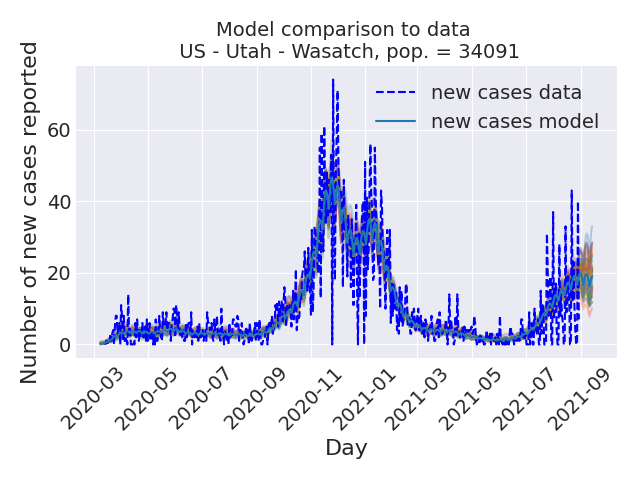 Model comparison to data
US - Utah - Wasatch, pop. = 34091
Number of new cases reported
60
40
20
0
new cases data
new cases model
2020-03
2020-05
2020-07
2020-09
2020-11
2021-01
2021-03
2021-05
2021-07
2021-09
Day